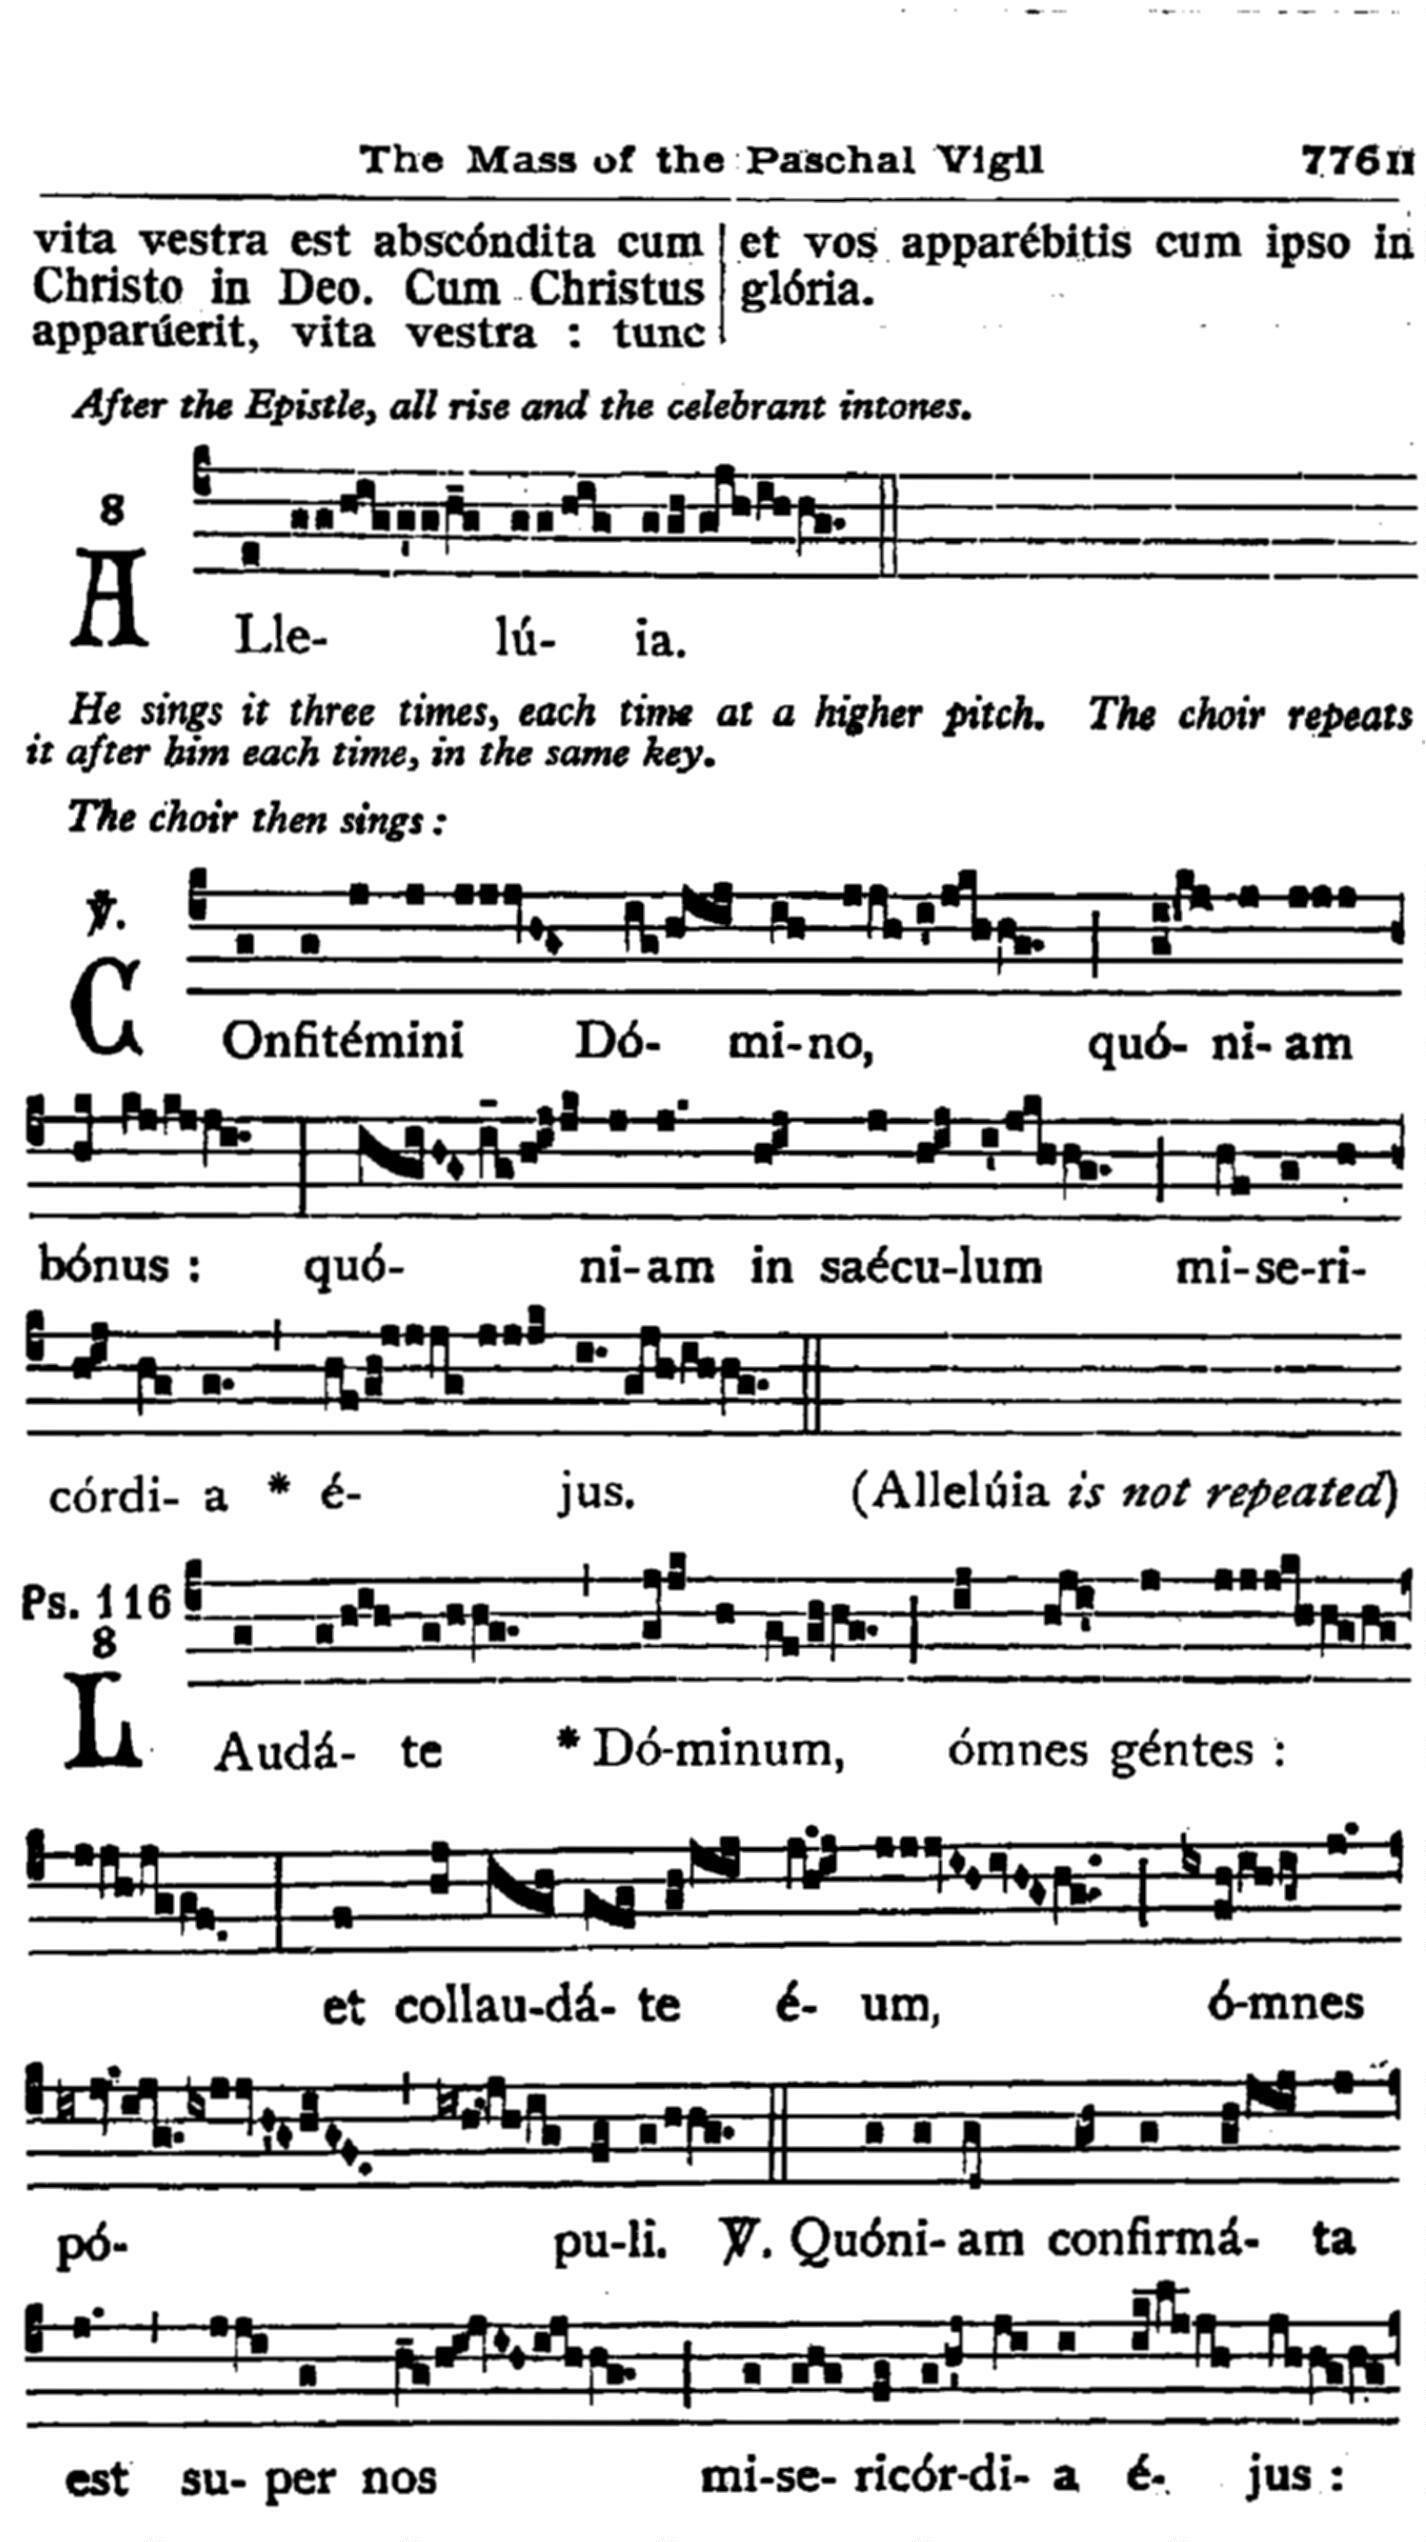 The Mass of the Paschal Vigil 776 II
vita vestra est abscóndita cum
Christo in Deo. Cum Christus
apparúerit, vita vestra : tunc
et vos apparébitis cum ipso in
glória.
After the Epistle, all rise and the celebrant intones.
8
ALle- lú- ia.
He sings it three times, each time at a higher pitch. The choir repeats
it after him each time, in the same key.
The choir then sings :
℣.
COnfitémini Dó- mi-no, quó- ni- am
bónus : quó- ni-am in saécu-lum mi-se-ri-
córdi- a * é- jus. (Allelúia is not repeated)
Ps. 116
8
LAudá- te * Dó-minum, ómnes géntes :
et collau-dá- te é- um, ó-mnes
pó- pu-li. ℣. Quóni- am confirmá- ta
est su- per nos mi-se- ricór-di- a é- jus :